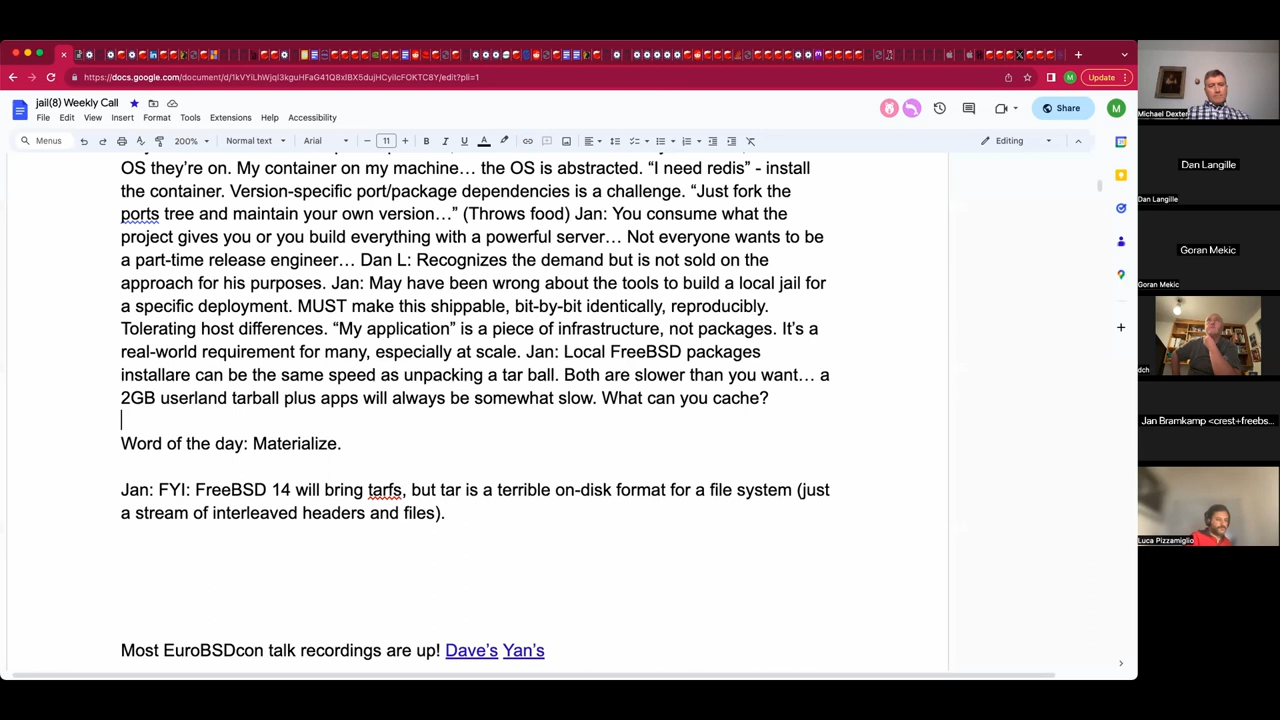 https://docs.google.com/document/d/1kVYiLhWjql3kguHFaG41Q8xIBX5dujHCyiIcFOKTC8Y/edit?pli=1
Update
jail(8) Weekly Call
File Edit View Insert Format Tools Extensions Help Accessibility
Share
M
M
Menus
200%
Normal text
Arial
11
Editing
OS they’re on. My container on my machine… the OS is abstracted. “I need redis” - install
the container. Version-specific port/package dependencies is a challenge. “Just fork the
ports tree and maintain your own version…” (Throws food) Jan: You consume what the
project gives you or you build everything with a powerful server… Not everyone wants to be
a part-time release engineer… Dan L: Recognizes the demand but is not sold on the
approach for his purposes. Jan: May have been wrong about the tools to build a local jail for
a specific deployment. MUST make this shippable, bit-by-bit identically, reproducibly.
Tolerating host differences. “My application” is a piece of infrastructure, not packages. It’s a
real-world requirement for many, especially at scale. Jan: Local FreeBSD packages
installare can be the same speed as unpacking a tar ball. Both are slower than you want… a
2GB userland tarball plus apps will always be somewhat slow. What can you cache?
Word of the day: Materialize.
Jan: FYI: FreeBSD 14 will bring tarfs, but tar is a terrible on-disk format for a file system (just
a stream of interleaved headers and files).
Most EuroBSDcon talk recordings are up! Dave’s Yan’s
Michael Dexter
Dan Langille
Dan Langille
Goran Mekic
Goran Mekic
dch
Jan Bramkamp <crest+freebs...
Luca Pizzamiglio